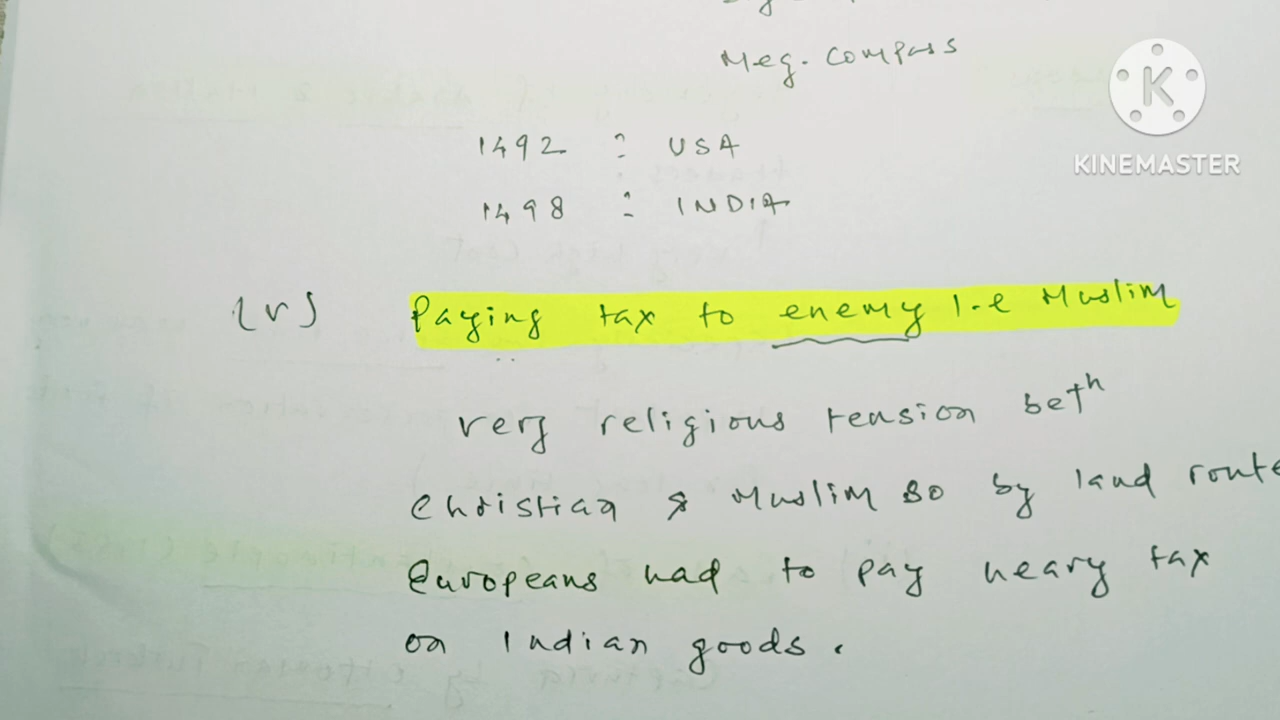 Meg. Compass
1492 : USA
1498 : INDIA
(v) Paying tax to enemy i.e Muslim
very religious tension betn
Christian & Muslim so by land route
Europeans had to pay heavy tax
on Indian goods.
K
KINEMASTER